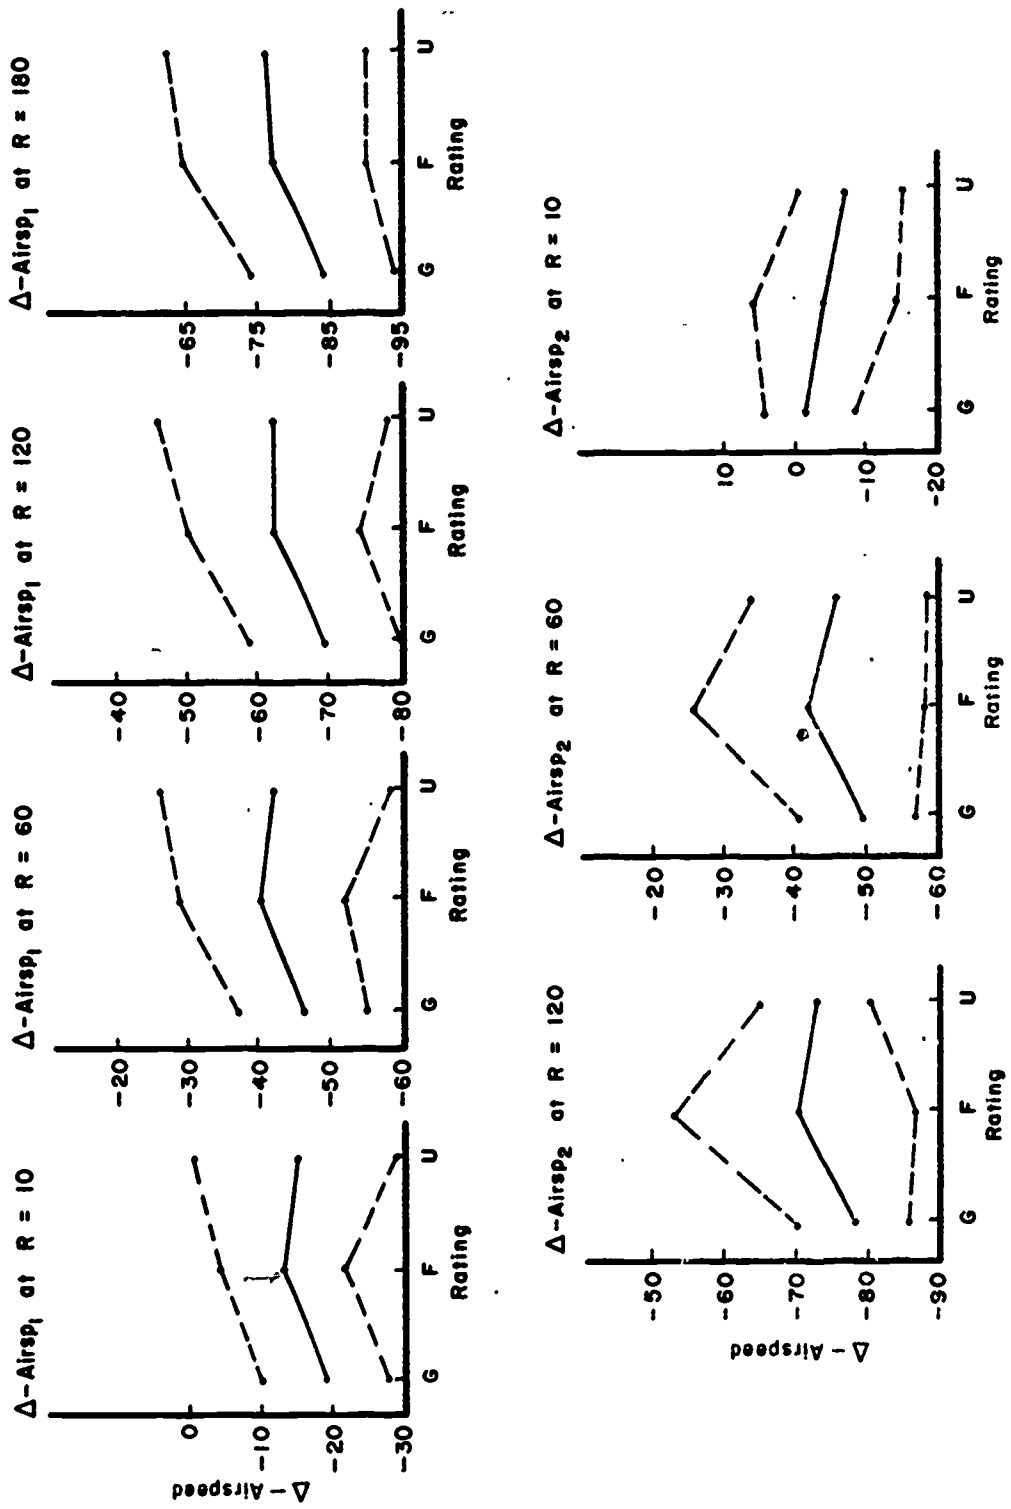 Δ-Airsp1 at R = 10
0
-10
-20
-30
Δ - Airspeed
G F U
Rating
Δ-Airsp1 at R = 60
-20
-30
-40
-50
-60
G F U
Rating
Δ-Airsp1 at R = 120
-40
-50
-60
-70
-80
G F U
Rating
Δ-Airsp1 at R = 180
-65
-75
-85
-95
G F U
Rating
Δ-Airsp2 at R = 120
-50
-60
-70
-80
-90
Δ - Airspeed
G F U
Rating
Δ-Airsp2 at R = 60
-20
-30
-40
-50
-60
G F U
Rating
Δ-Airsp2 at R = 10
10
0
-10
-20
G F U
Rating